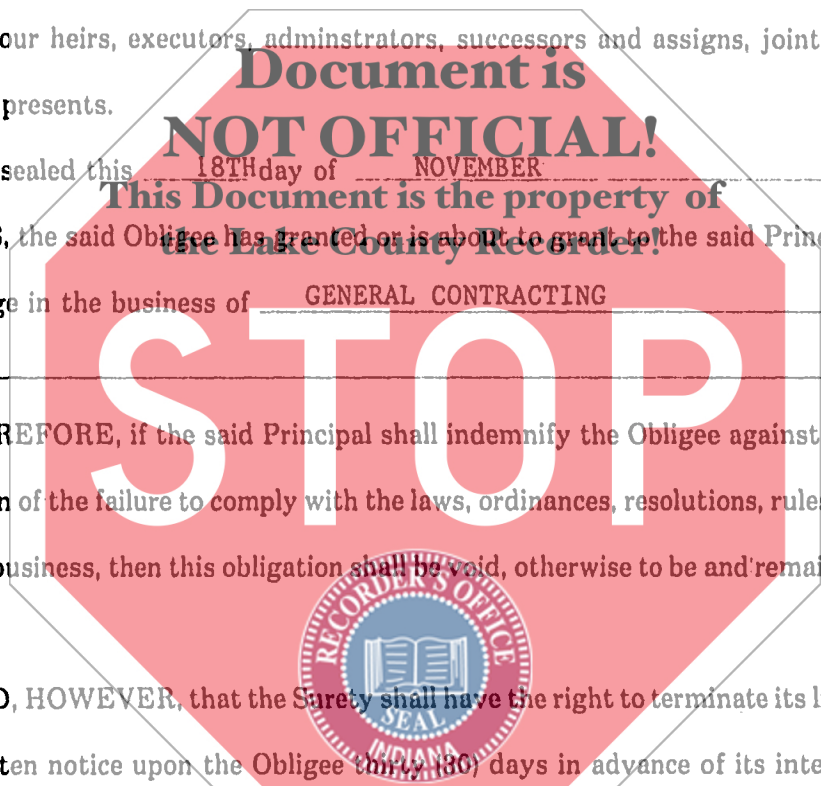 our heirs, executors, adminstrators, successors and assigns, joint
Document is
presents.
NOT OFFICIAL!
sealed this 18TH day of NOVEMBER
This Document is the property of
, the said Obligee has granted or is about to grant to the said Prin
the Lake County Recorder!
ge in the business of GENERAL CONTRACTING
STOP
REFORE, if the said Principal shall indemnify the Obligee against
n of the failure to comply with the laws, ordinances, resolutions, rules
business, then this obligation shall be void, otherwise to be and remai
RECORDER'S OFFICE
, HOWEVER, that the Surety shall have the right to terminate its l
SEAL
INDIANA
ten notice upon the Obligee thirty (30) days in advance of its inte